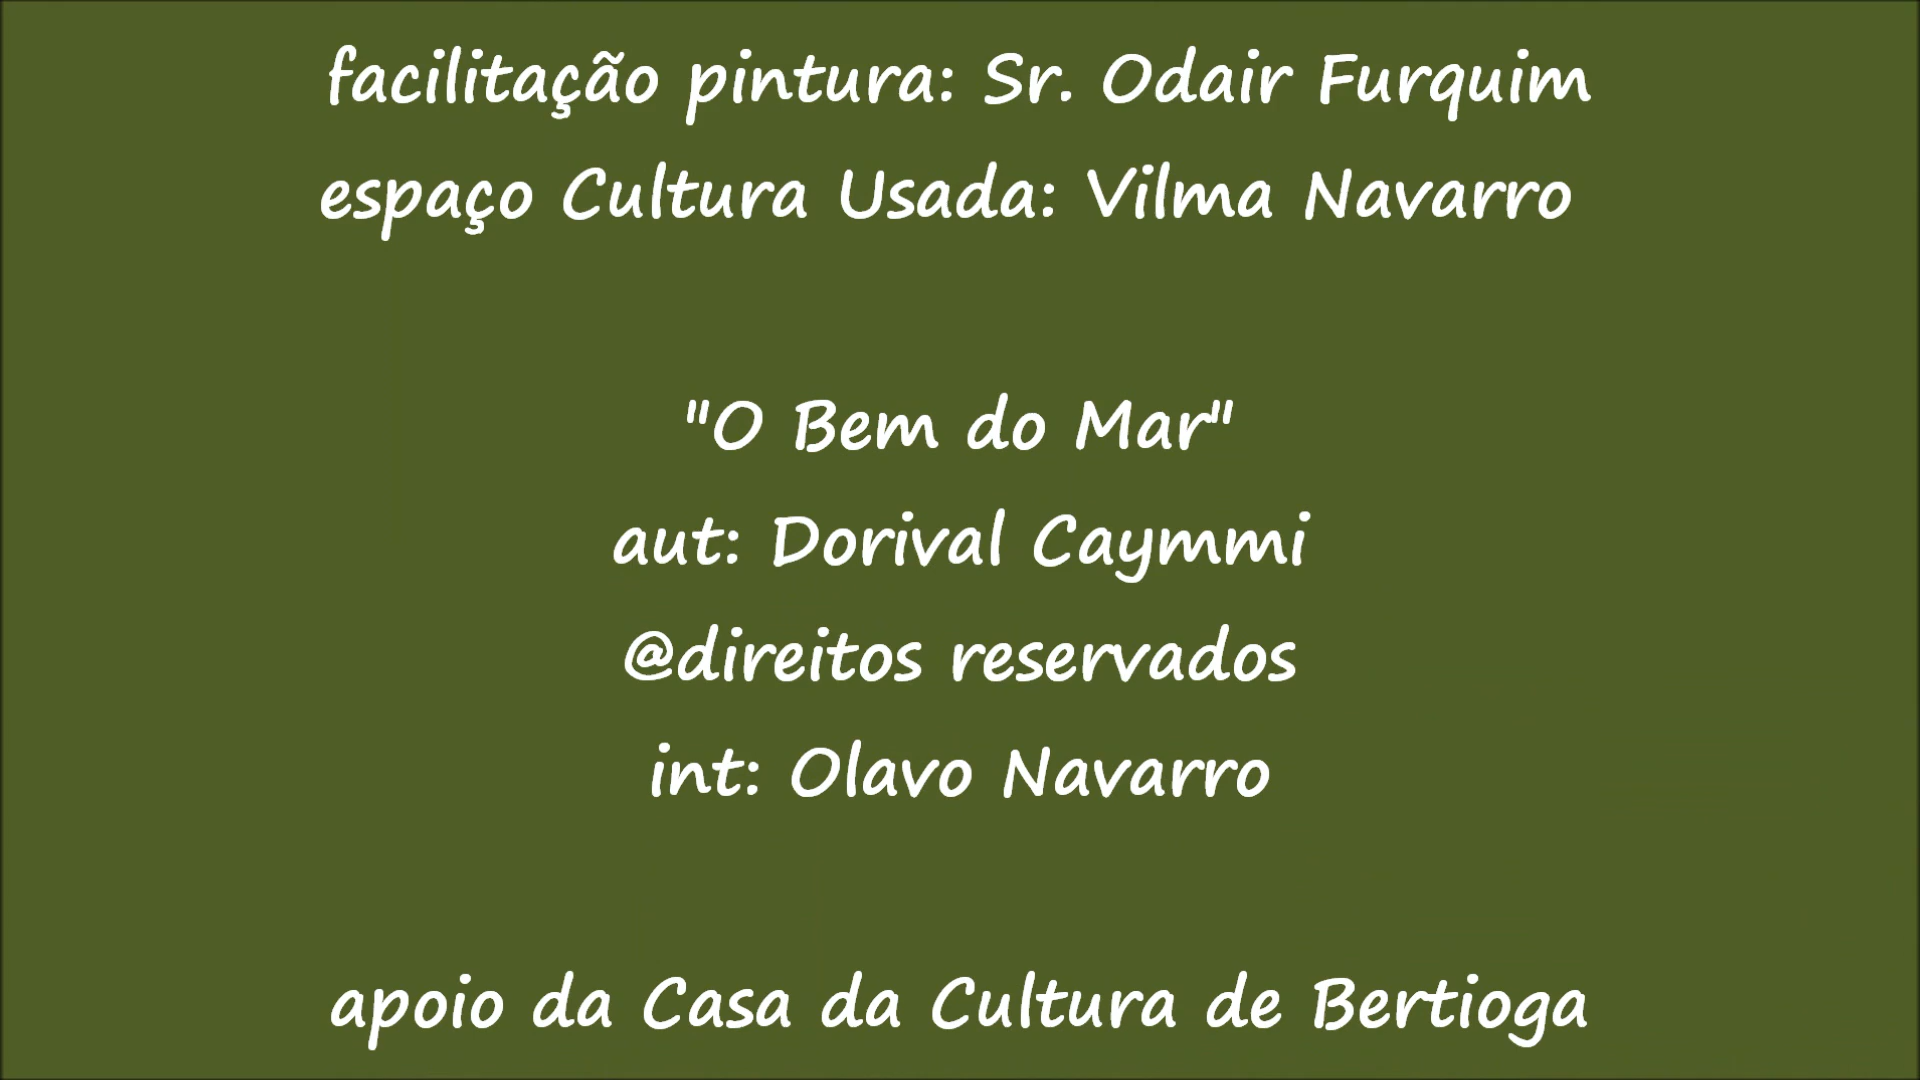 facilitação pintura: Sr. Odair Furquim
espaço Cultura Usada: Vilma Navarro
"O Bem do Mar"
aut: Dorival Caymmi
@direitos reservados
int: Olavo Navarro
apoio da Casa da Cultura de Bertioga